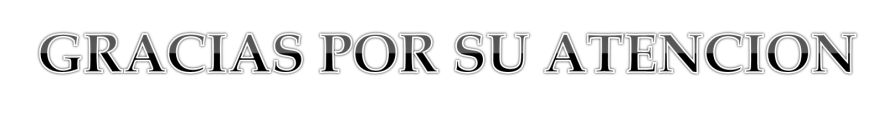 GRACIAS POR SU ATENCION